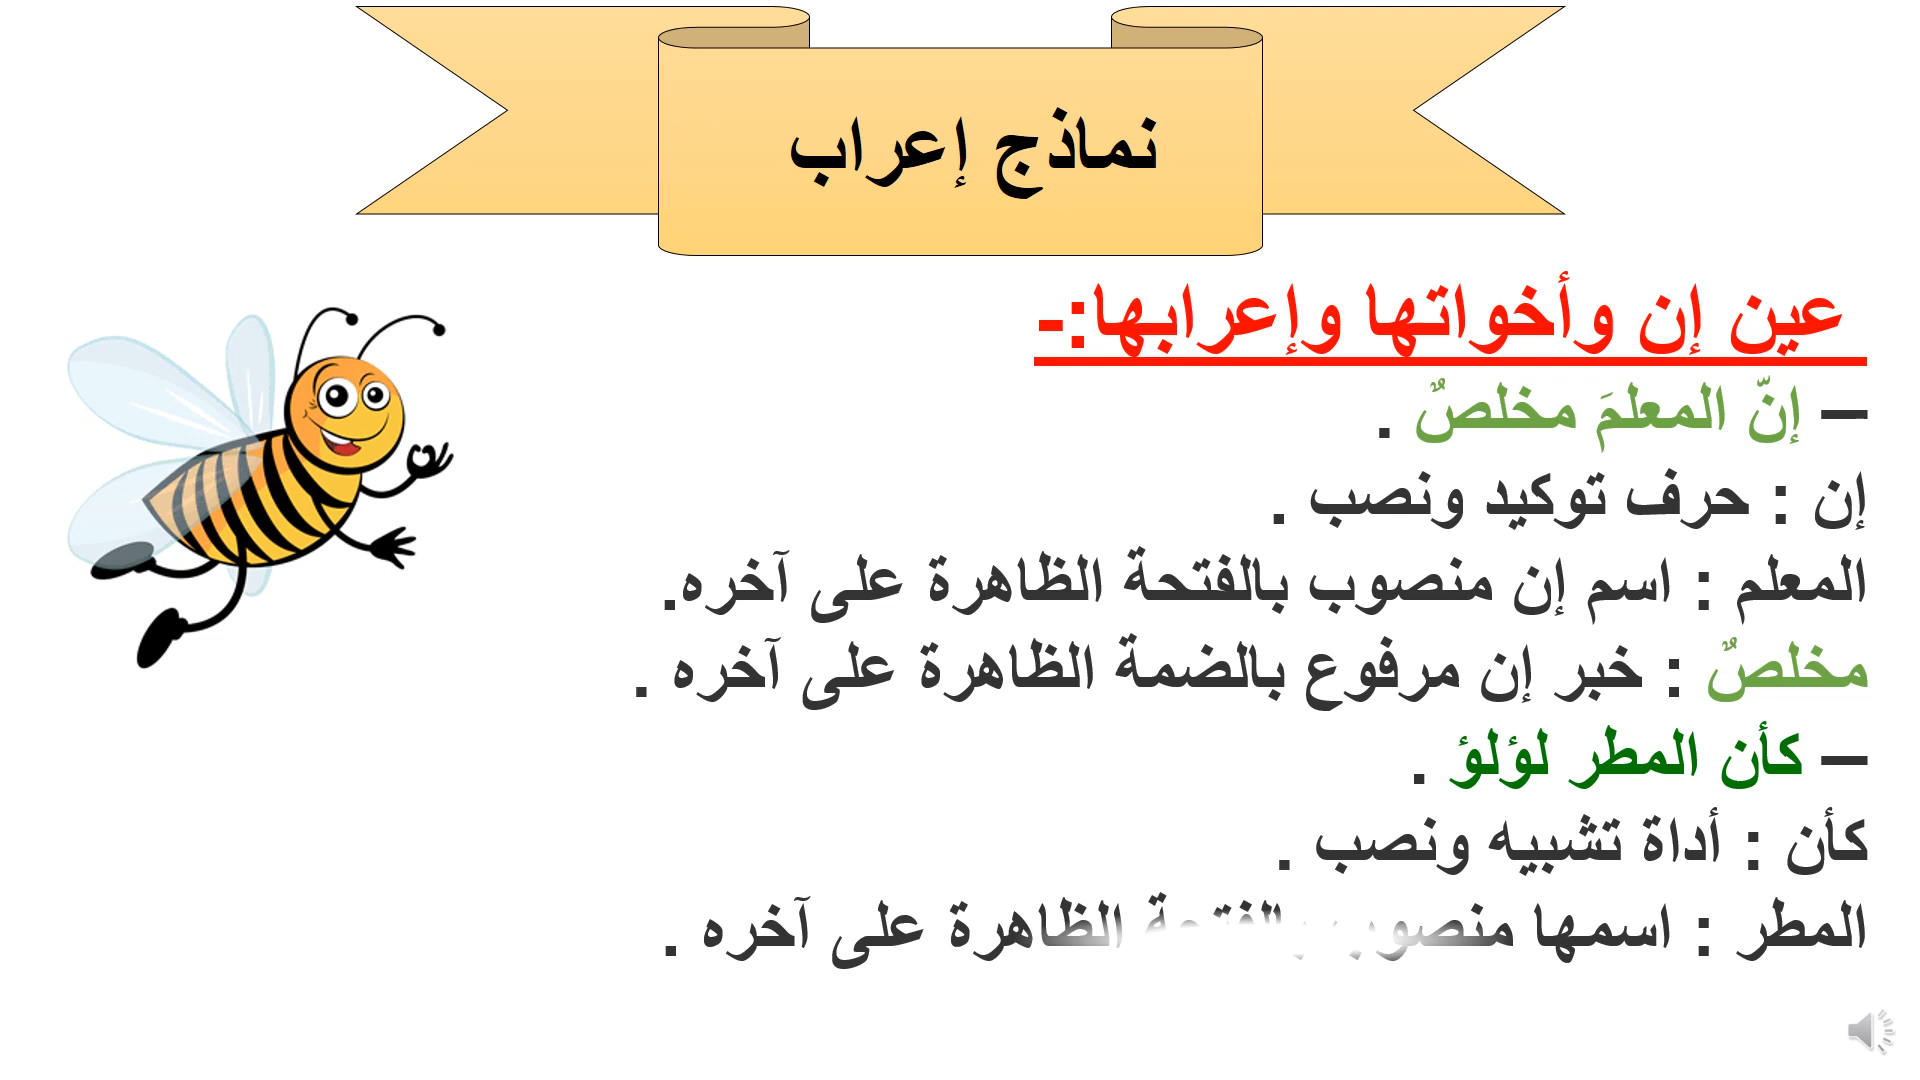 نماذج إعراب
عين إن وأخواتها وإعرابها:-
– إنّ المعلمَ مخلصٌ .
إن : حرف توكيد ونصب .
المعلم : اسم إن منصوب بالفتحة الظاهرة على آخره.
مخلصٌ : خبر إن مرفوع بالضمة الظاهرة على آخره .
– كأن المطر لؤلؤ .
كأن : أداة تشبيه ونصب .
المطر : اسمها منصوب بالفتحة الظاهرة على آخره .